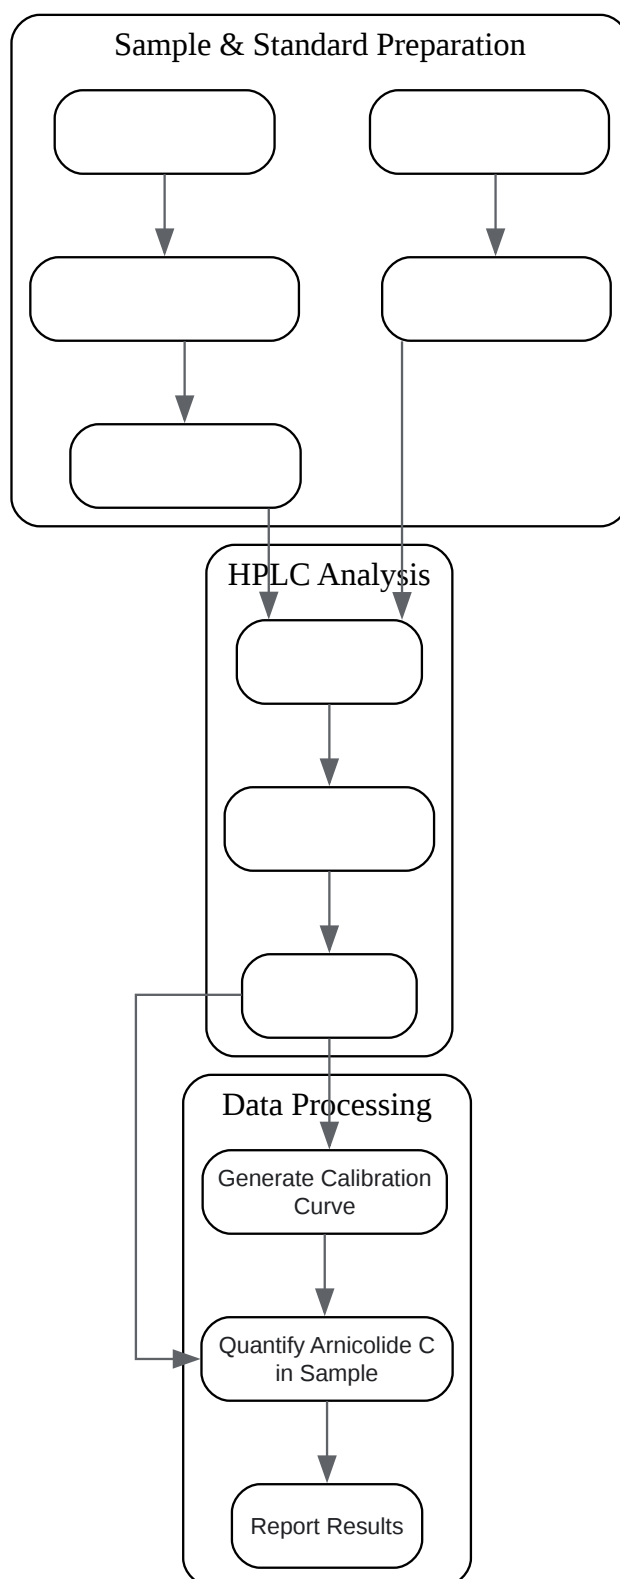 Sample & Standard Preparation
HPLC Analysis
Data Processing
Generate Calibration
Curve
Quantify Arnicolide C
in Sample
Report Results